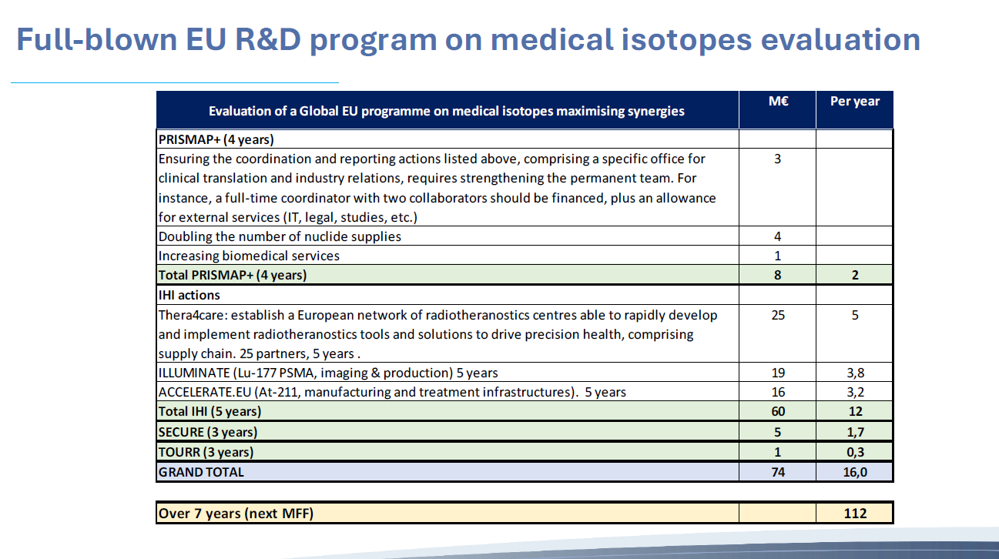 Full-blown EU R&D program on medical isotopes evaluation
Evaluation of a Global EU programme on medical isotopes maximising synergies M€ Per year
PRISMAP+ (4 years)
Ensuring the coordination and reporting actions listed above, comprising a specific office for 3
clinical translation and industry relations, requires strengthening the permanent team. For
instance, a full-time coordinator with two collaborators should be financed, plus an allowance
for external services (IT, legal, studies, etc.)
Doubling the number of nuclide supplies 4
Increasing biomedical services 1
Total PRISMAP+ (4 years) 8 2
IHI actions
Thera4care: establish a European network of radiotheranostics centres able to rapidly develop 25 5
and implement radiotheranostics tools and solutions to drive precision health, comprising
supply chain. 25 partners, 5 years .
ILLUMINATE (Lu-177 PSMA, imaging & production) 5 years 19 3,8
ACCELERATE.EU (At-211, manufacturing and treatment infrastructures). 5 years 16 3,2
Total IHI (5 years) 60 12
SECURE (3 years) 5 1,7
TOURR (3 years) 1 0,3
GRAND TOTAL 74 16,0
Over 7 years (next MFF) 112